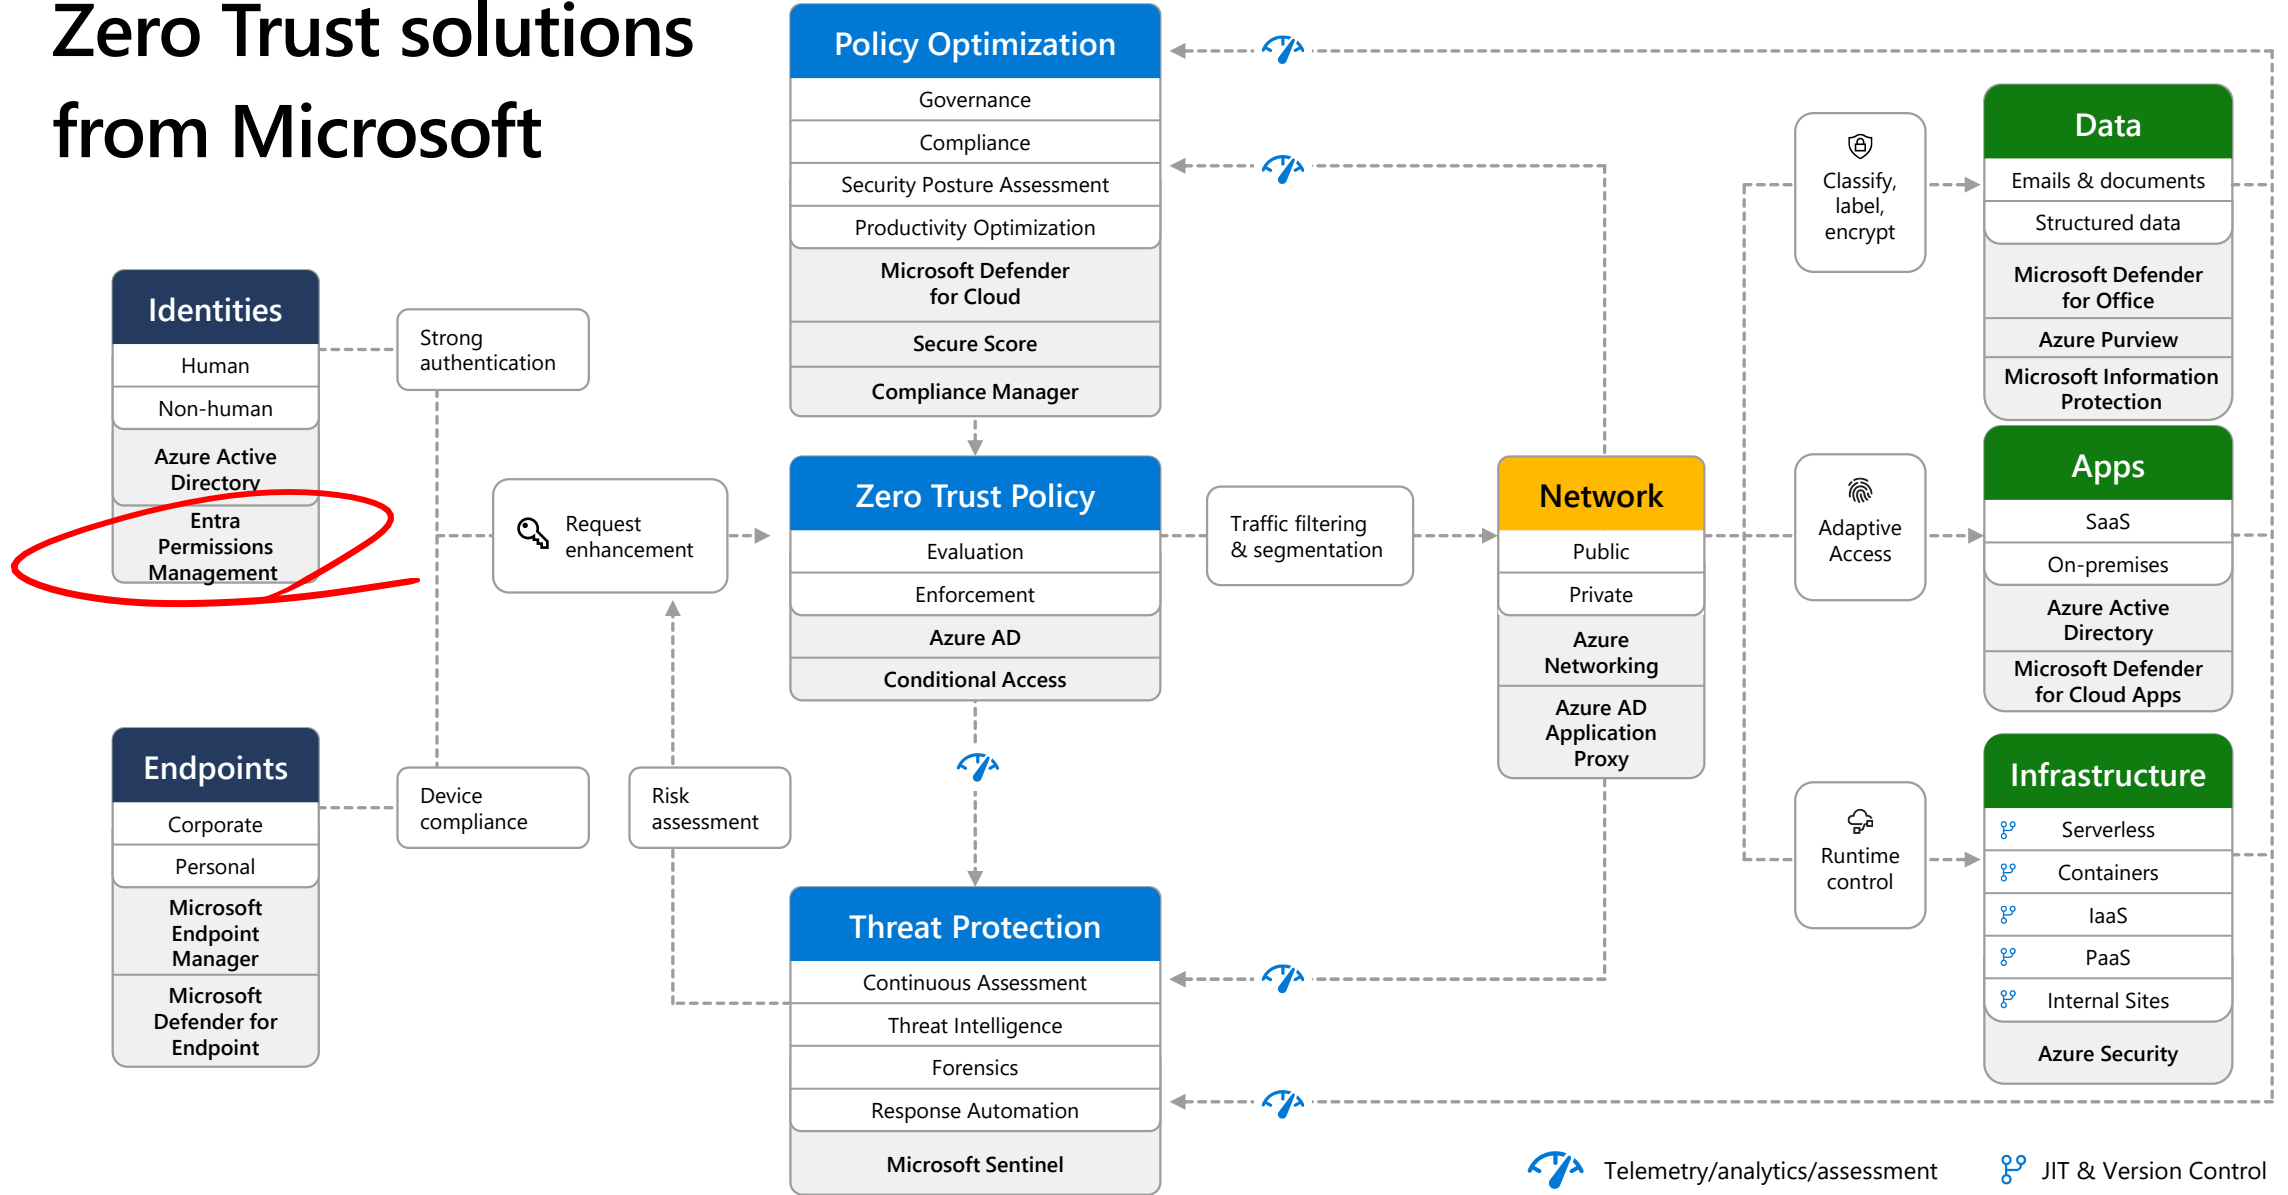 Zero Trust solutions
from Microsoft
Policy Optimization
Governance
Compliance
Security Posture Assessment
Productivity Optimization
Microsoft Defender
for Cloud
Secure Score
Compliance Manager
Identities
Human
Non-human
Azure Active
Directory
Entra
Permissions
Management
Strong
authentication
Request
enhancement
Endpoints
Corporate
Personal
Microsoft
Endpoint
Manager
Microsoft
Defender for
Endpoint
Device
compliance
Risk
assessment
Zero Trust Policy
Evaluation
Enforcement
Azure AD
Conditional Access
Threat Protection
Continuous Assessment
Threat Intelligence
Forensics
Response Automation
Microsoft Sentinel
Traffic filtering
& segmentation
Network
Public
Private
Azure
Networking
Azure AD
Application
Proxy
Classify,
label,
encrypt
Adaptive
Access
Runtime
control
Data
Emails & documents
Structured data
Microsoft Defender
for Office
Azure Purview
Microsoft Information
Protection
Apps
SaaS
On-premises
Azure Active
Directory
Microsoft Defender
for Cloud Apps
Infrastructure
Serverless
Containers
IaaS
PaaS
Internal Sites
Azure Security
Telemetry/analytics/assessment
JIT & Version Control